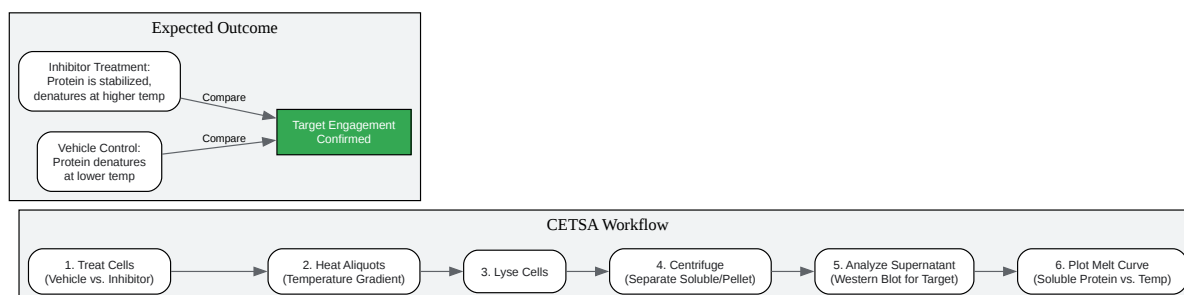 Expected Outcome
Inhibitor Treatment:
Protein is stabilized,
denatures at higher temp
Compare
Target Engagement
Confirmed
Compare
Vehicle Control:
Protein denatures
at lower temp
CETSA Workflow
1. Treat Cells
(Vehicle vs. Inhibitor)
2. Heat Aliquots
(Temperature Gradient)
3. Lyse Cells
4. Centrifuge
(Separate Soluble/Pellet)
5. Analyze Supernatant
(Western Blot for Target)
6. Plot Melt Curve
(Soluble Protein vs. Temp)